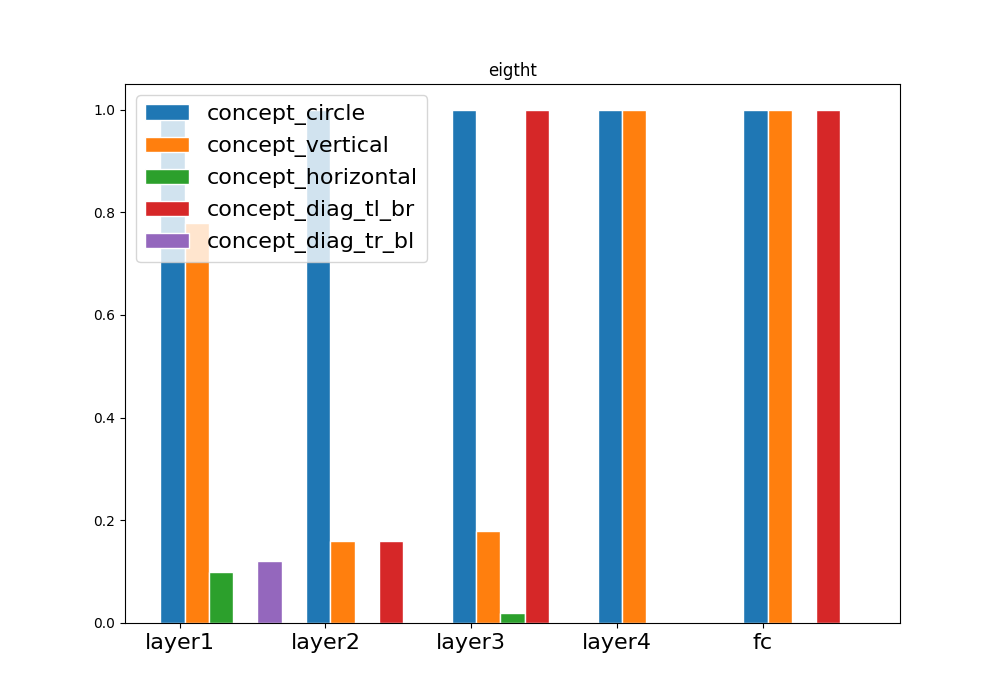 eigtht
1.0
0.8
0.6
0.4
0.2
0.0
concept_circle
concept_vertical
concept_horizontal
concept_diag_tl_br
concept_diag_tr_bl
layer1 layer2 layer3 layer4 fc